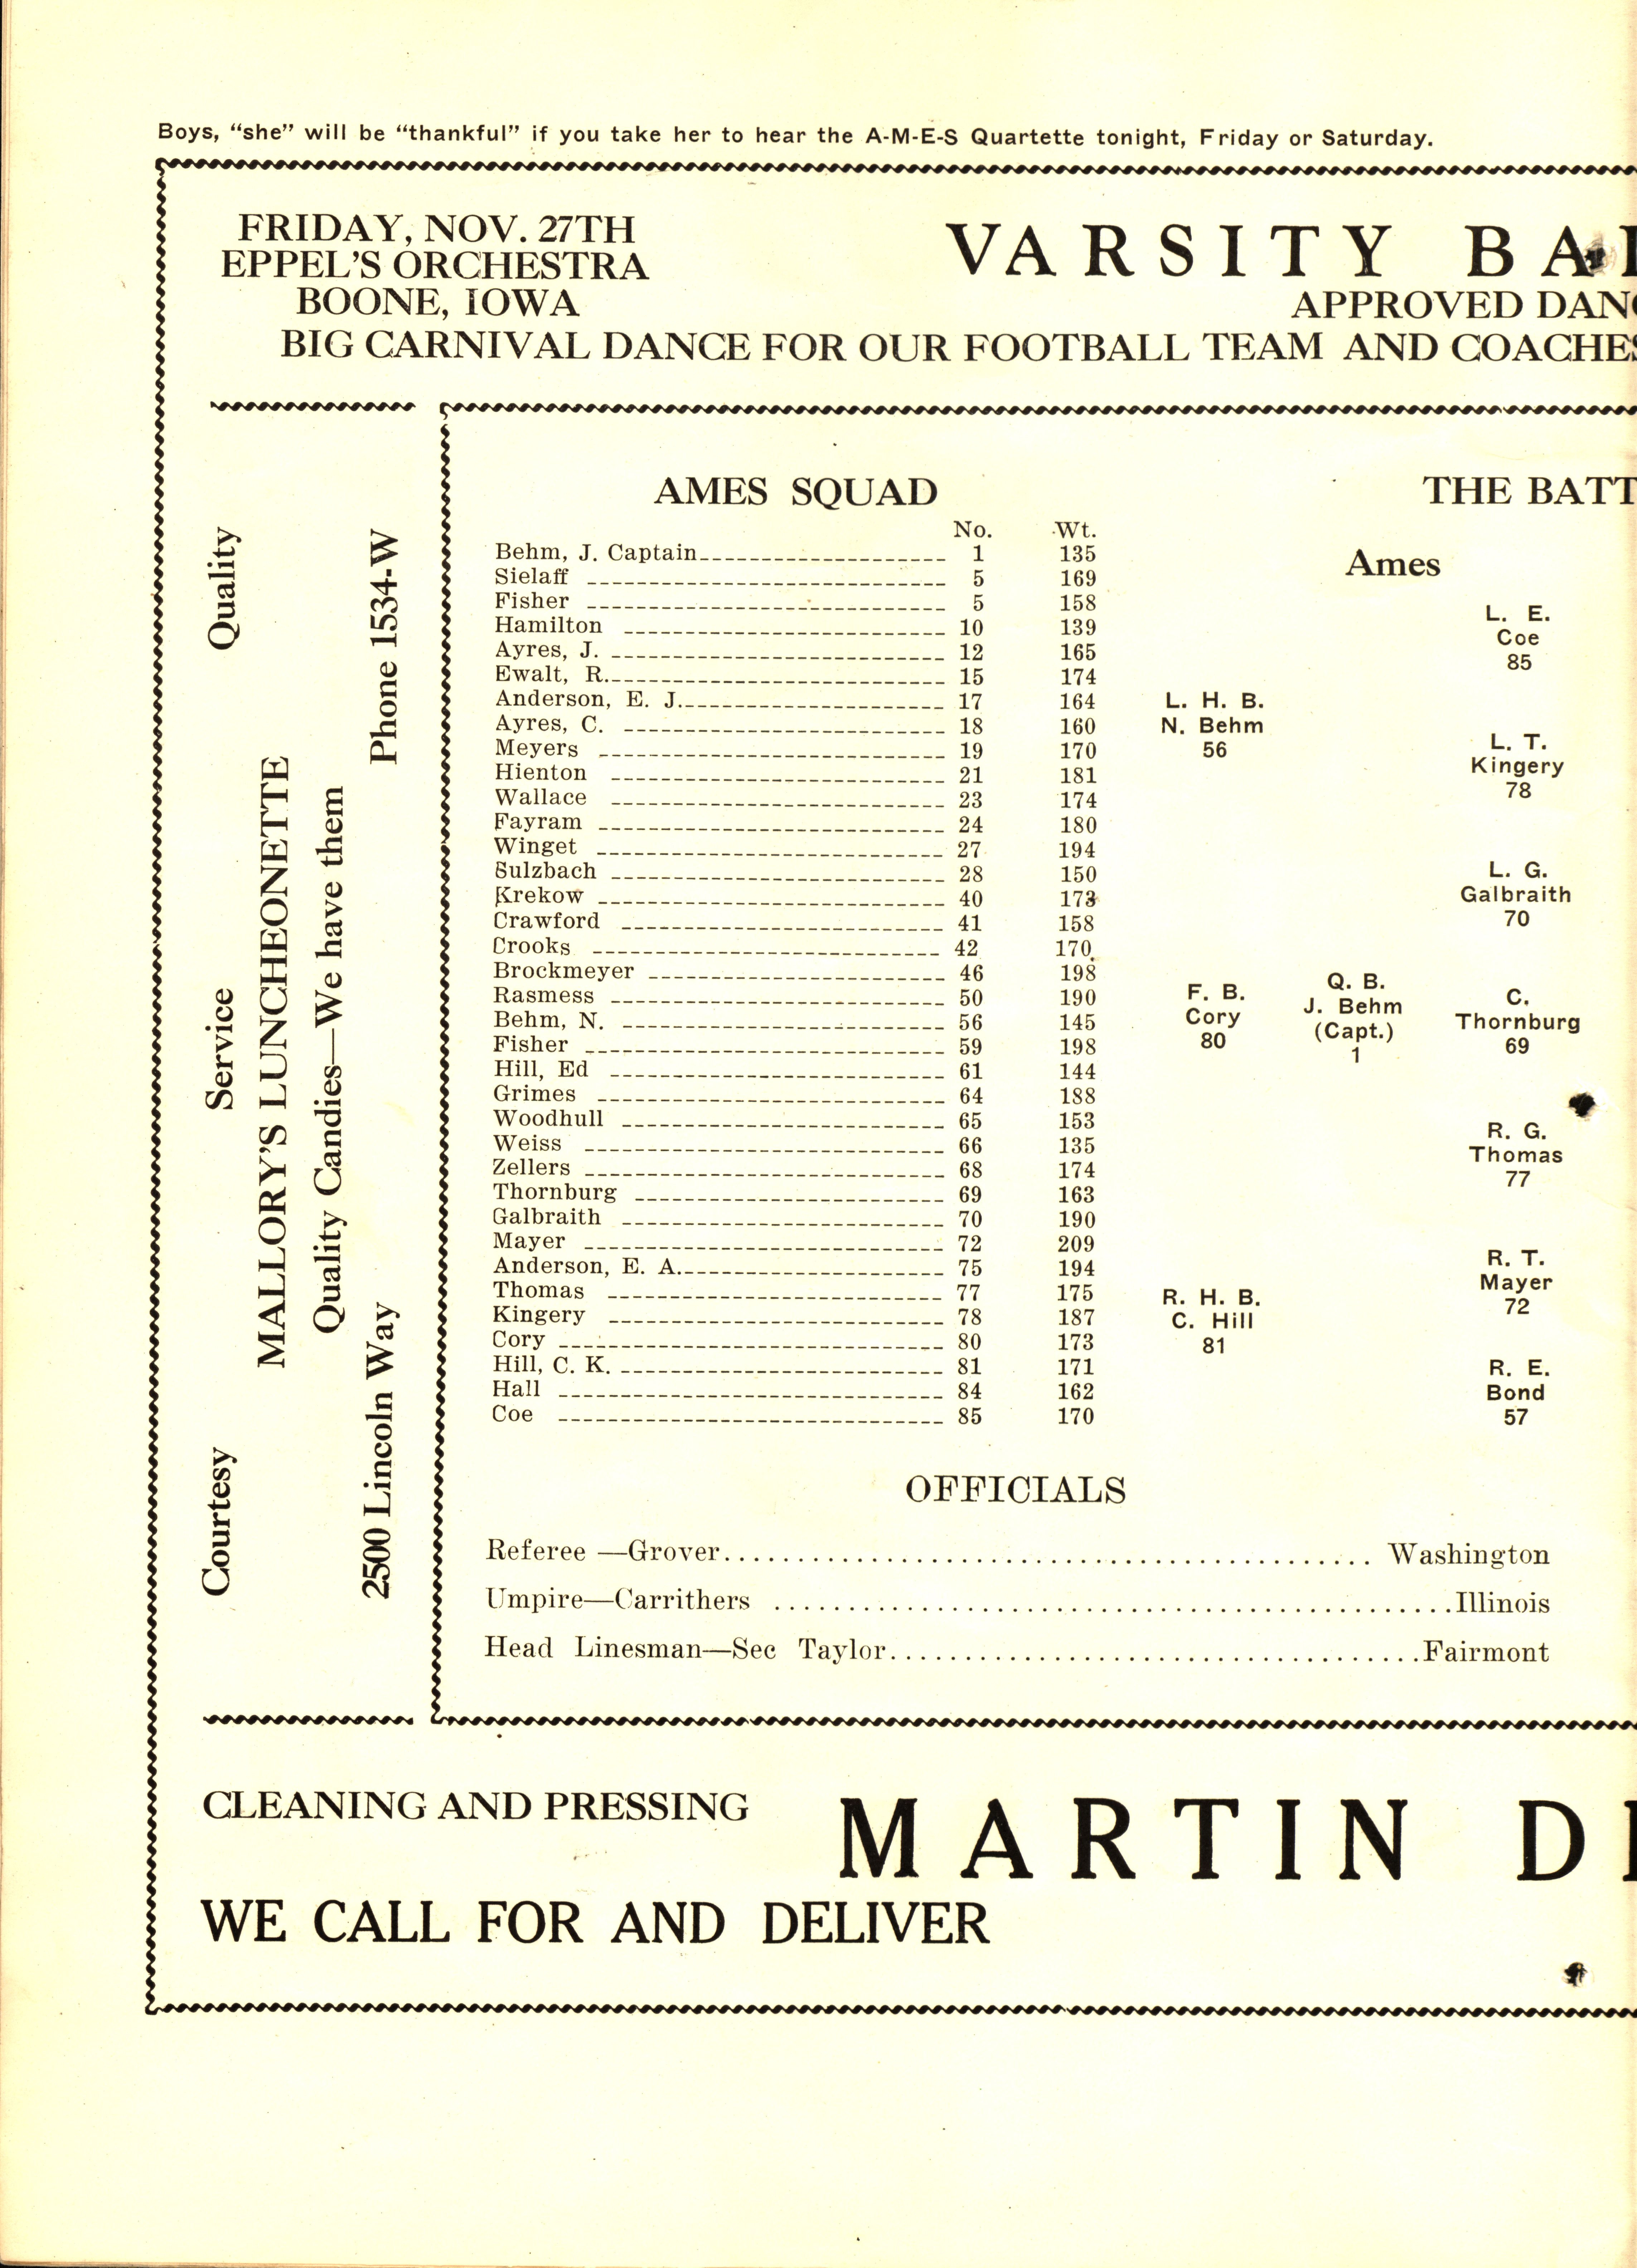 Boys, “she” will be “thankful” if you take her to hear the A-M-E-S Quartette tonight, Friday or Saturday.
FRIDAY, NOV. 27TH
EPPEL'S ORCHESTRA
BOONE, IOWA
VARSITY BA
APPROVED DAN
BIG CARNIVAL DANCE FOR OUR FOOTBALL TEAM AND COACHES
Quality Service Courtesy
MALLORY'S LUNCHEONETTE
Quality Candies—We have them
2500 Lincoln Way Phone 1534-W
AMES SQUAD
No. Wt.
Behm, J. Captain 1 135
Sielaff 5 169
Fisher 5 158
Hamilton 10 139
Ayres, J. 12 165
Ewalt, R. 15 174
Anderson, E. J. 17 164
Ayres, C. 18 160
Meyers 19 170
Hienton 21 181
Wallace 23 174
Fayram 24 180
Winget 27 194
Sulzbach 28 150
Krekow 40 173
Crawford 41 158
Crooks 42 170
Brockmeyer 46 198
Rasmess 50 190
Behm, N. 56 145
Fisher 59 198
Hill, Ed 61 144
Grimes 64 188
Woodhull 65 153
Weiss 66 135
Zellers 68 174
Thornburg 69 163
Galbraith 70 190
Mayer 72 209
Anderson, E. A. 75 194
Thomas 77 175
Kingery 78 187
Cory 80 173
Hill, C. K. 81 171
Hall 84 162
Coe 85 170
THE BATT
Ames
L. E.
Coe
85
L. H. B.
N. Behm
56
L. T.
Kingery
78
L. G.
Galbraith
70
F. B.
Cory
80
Q. B.
J. Behm
(Capt.)
1
C.
Thornburg
69
R. G.
Thomas
77
R. T.
Mayer
72
R. H. B.
C. Hill
81
R. E.
Bond
57
OFFICIALS
Referee —Grover Washington
Umpire—Carrithers Illinois
Head Linesman—Sec Taylor Fairmont
CLEANING AND PRESSING
MARTIN D
WE CALL FOR AND DELIVER